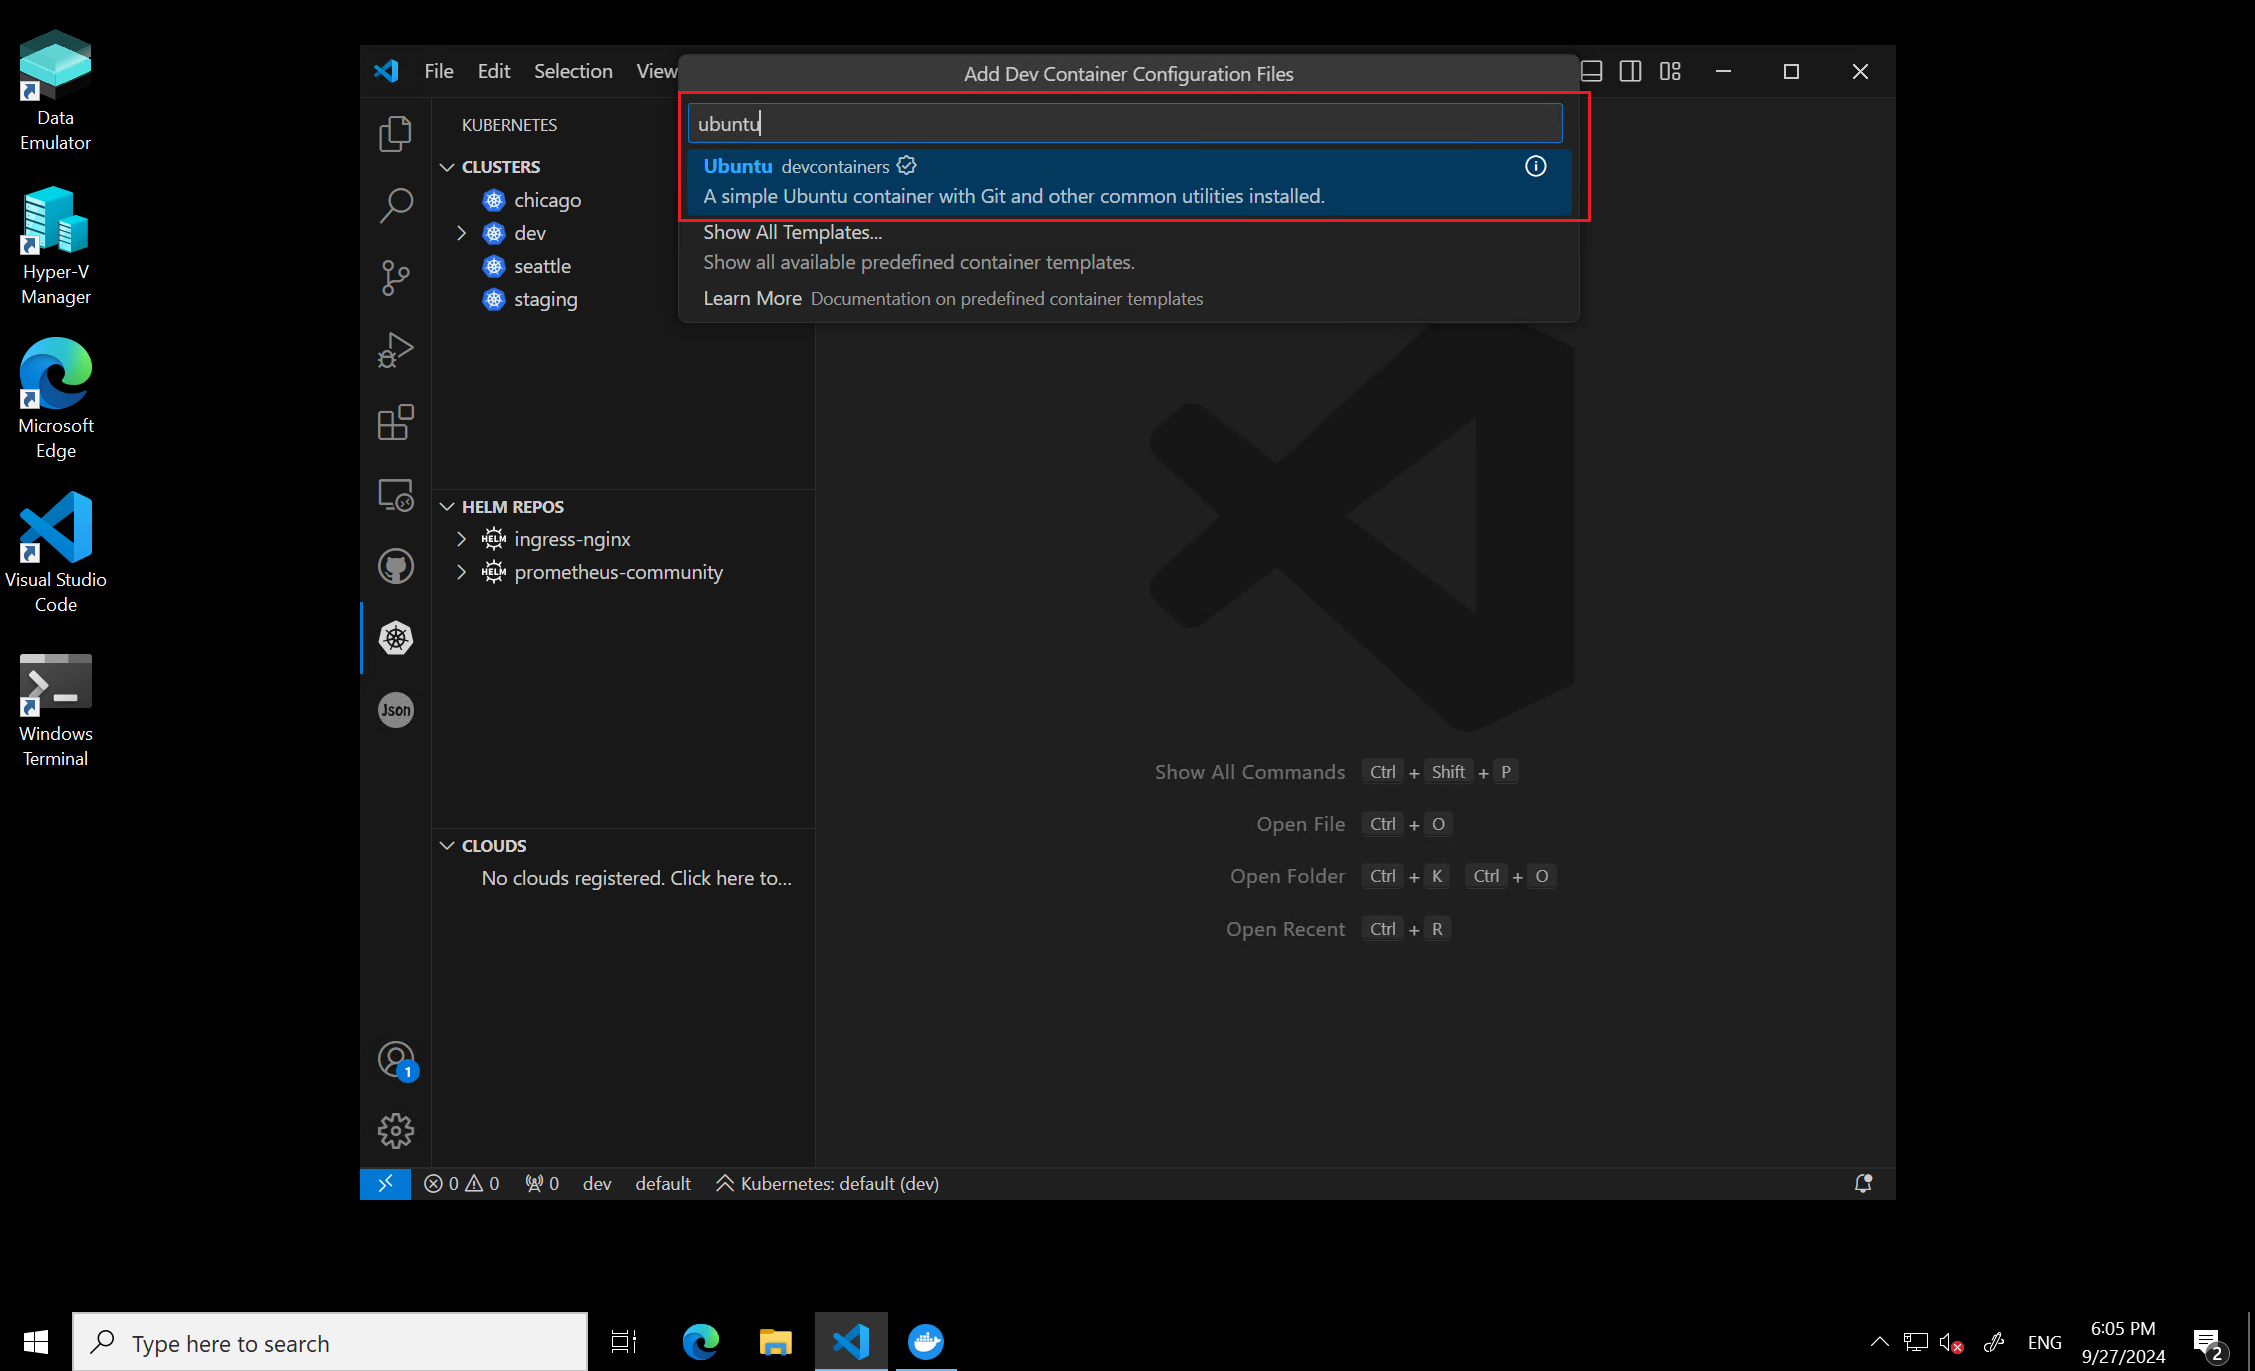 Data
Emulator
Hyper-V
Manager
Microsoft
Edge
Visual Studio
Code
Windows
Terminal
File Edit Selection View
Add Dev Container Configuration Files
ubuntu
Ubuntu devcontainers
A simple Ubuntu container with Git and other common utilities installed.
Show All Templates...
Show all available predefined container templates.
Learn More Documentation on predefined container templates
KUBERNETES
CLUSTERS
chicago
dev
seattle
staging
HELM REPOS
HELM ingress-nginx
HELM prometheus-community
CLOUDS
No clouds registered. Click here to...
Json
1
Show All Commands Ctrl + Shift + P
Open File Ctrl + O
Open Folder Ctrl + K Ctrl + O
Open Recent Ctrl + R
0 0 0 dev default Kubernetes: default (dev)
Type here to search
ENG
6:05 PM
9/27/2024
2